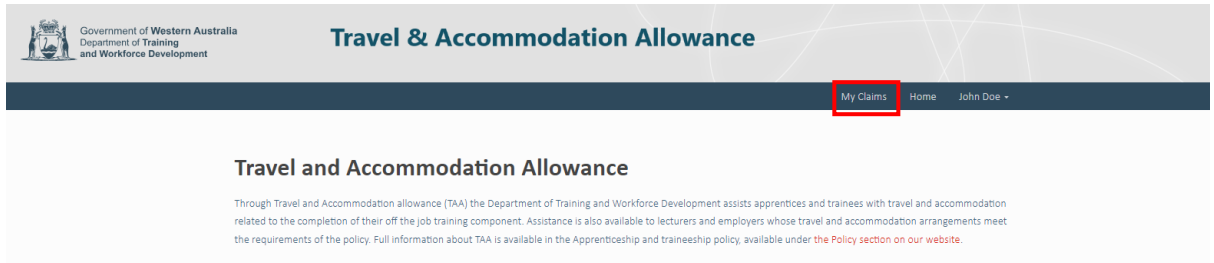 Government of Western Australia
Department of Training
and Workforce Development
Travel & Accommodation Allowance
My Claims Home John Doe
Travel and Accommodation Allowance
Through Travel and Accommodation allowance (TAA) the Department of Training and Workforce Development assists apprentices and trainees with travel and accommodation
related to the completion of their off the job training component. Assistance is also available to lecturers and employers whose travel and accommodation arrangements meet
the requirements of the policy. Full information about TAA is available in the Apprenticeship and traineeship policy, available under the Policy section on our website.